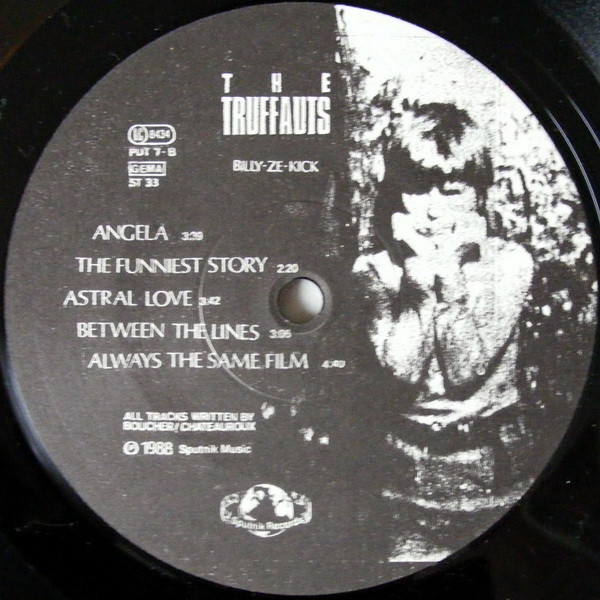 THE
TRUFFAUTS
LC 8434
PUT 7-B
GEMA
ST 33
BILLY-ZE-KICK
ANGELA 3:39
THE FUNNIEST STORY 2:20
ASTRAL LOVE 3:42
BETWEEN THE LINES 3:06
ALWAYS THE SAME FILM 4:40
ALL TRACKS WRITTEN BY
BOUCHER/CHATEAUROUX
Ⓟ 1988 Sputnik Music
Sputnik Records